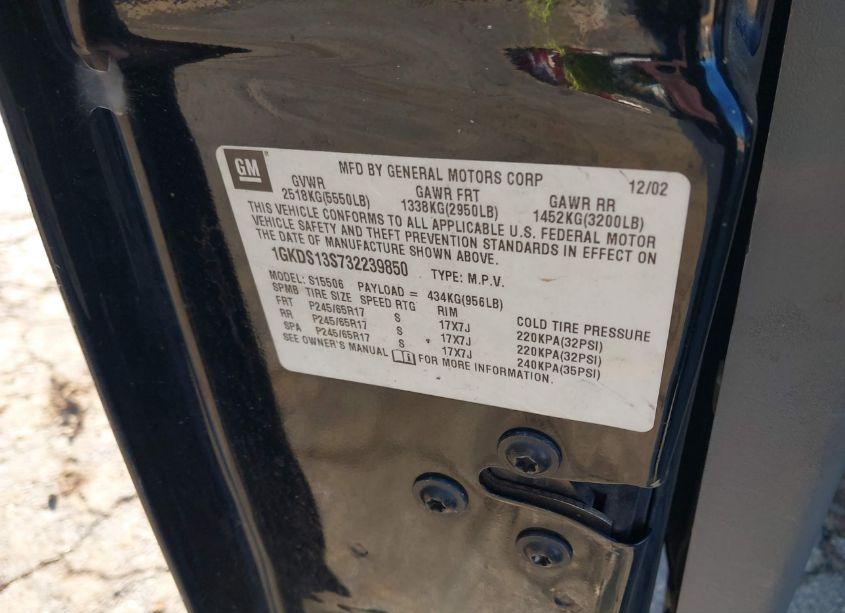 GM
MFD BY GENERAL MOTORS CORP 12/02
GVWR GAWR FRT GAWR RR
2518KG(5550LB) 1338KG(2950LB) 1452KG(3200LB)
THIS VEHICLE CONFORMS TO ALL APPLICABLE U.S. FEDERAL MOTOR
VEHICLE SAFETY AND THEFT PREVENTION STANDARDS IN EFFECT ON
THE DATE OF MANUFACTURE SHOWN ABOVE.
1GKDS13S732239850 TYPE: M.P.V.
MODEL: S15506 PAYLOAD = 434KG(956LB)
SPMB TIRE SIZE SPEED RTG RIM COLD TIRE PRESSURE
FRT P245/65R17 S 17X7J 220KPA(32PSI)
RR P245/65R17 S 17X7J 220KPA(32PSI)
SPA P245/65R17 S 17X7J 240KPA(35PSI)
SEE OWNER'S MANUAL FOR MORE INFORMATION.